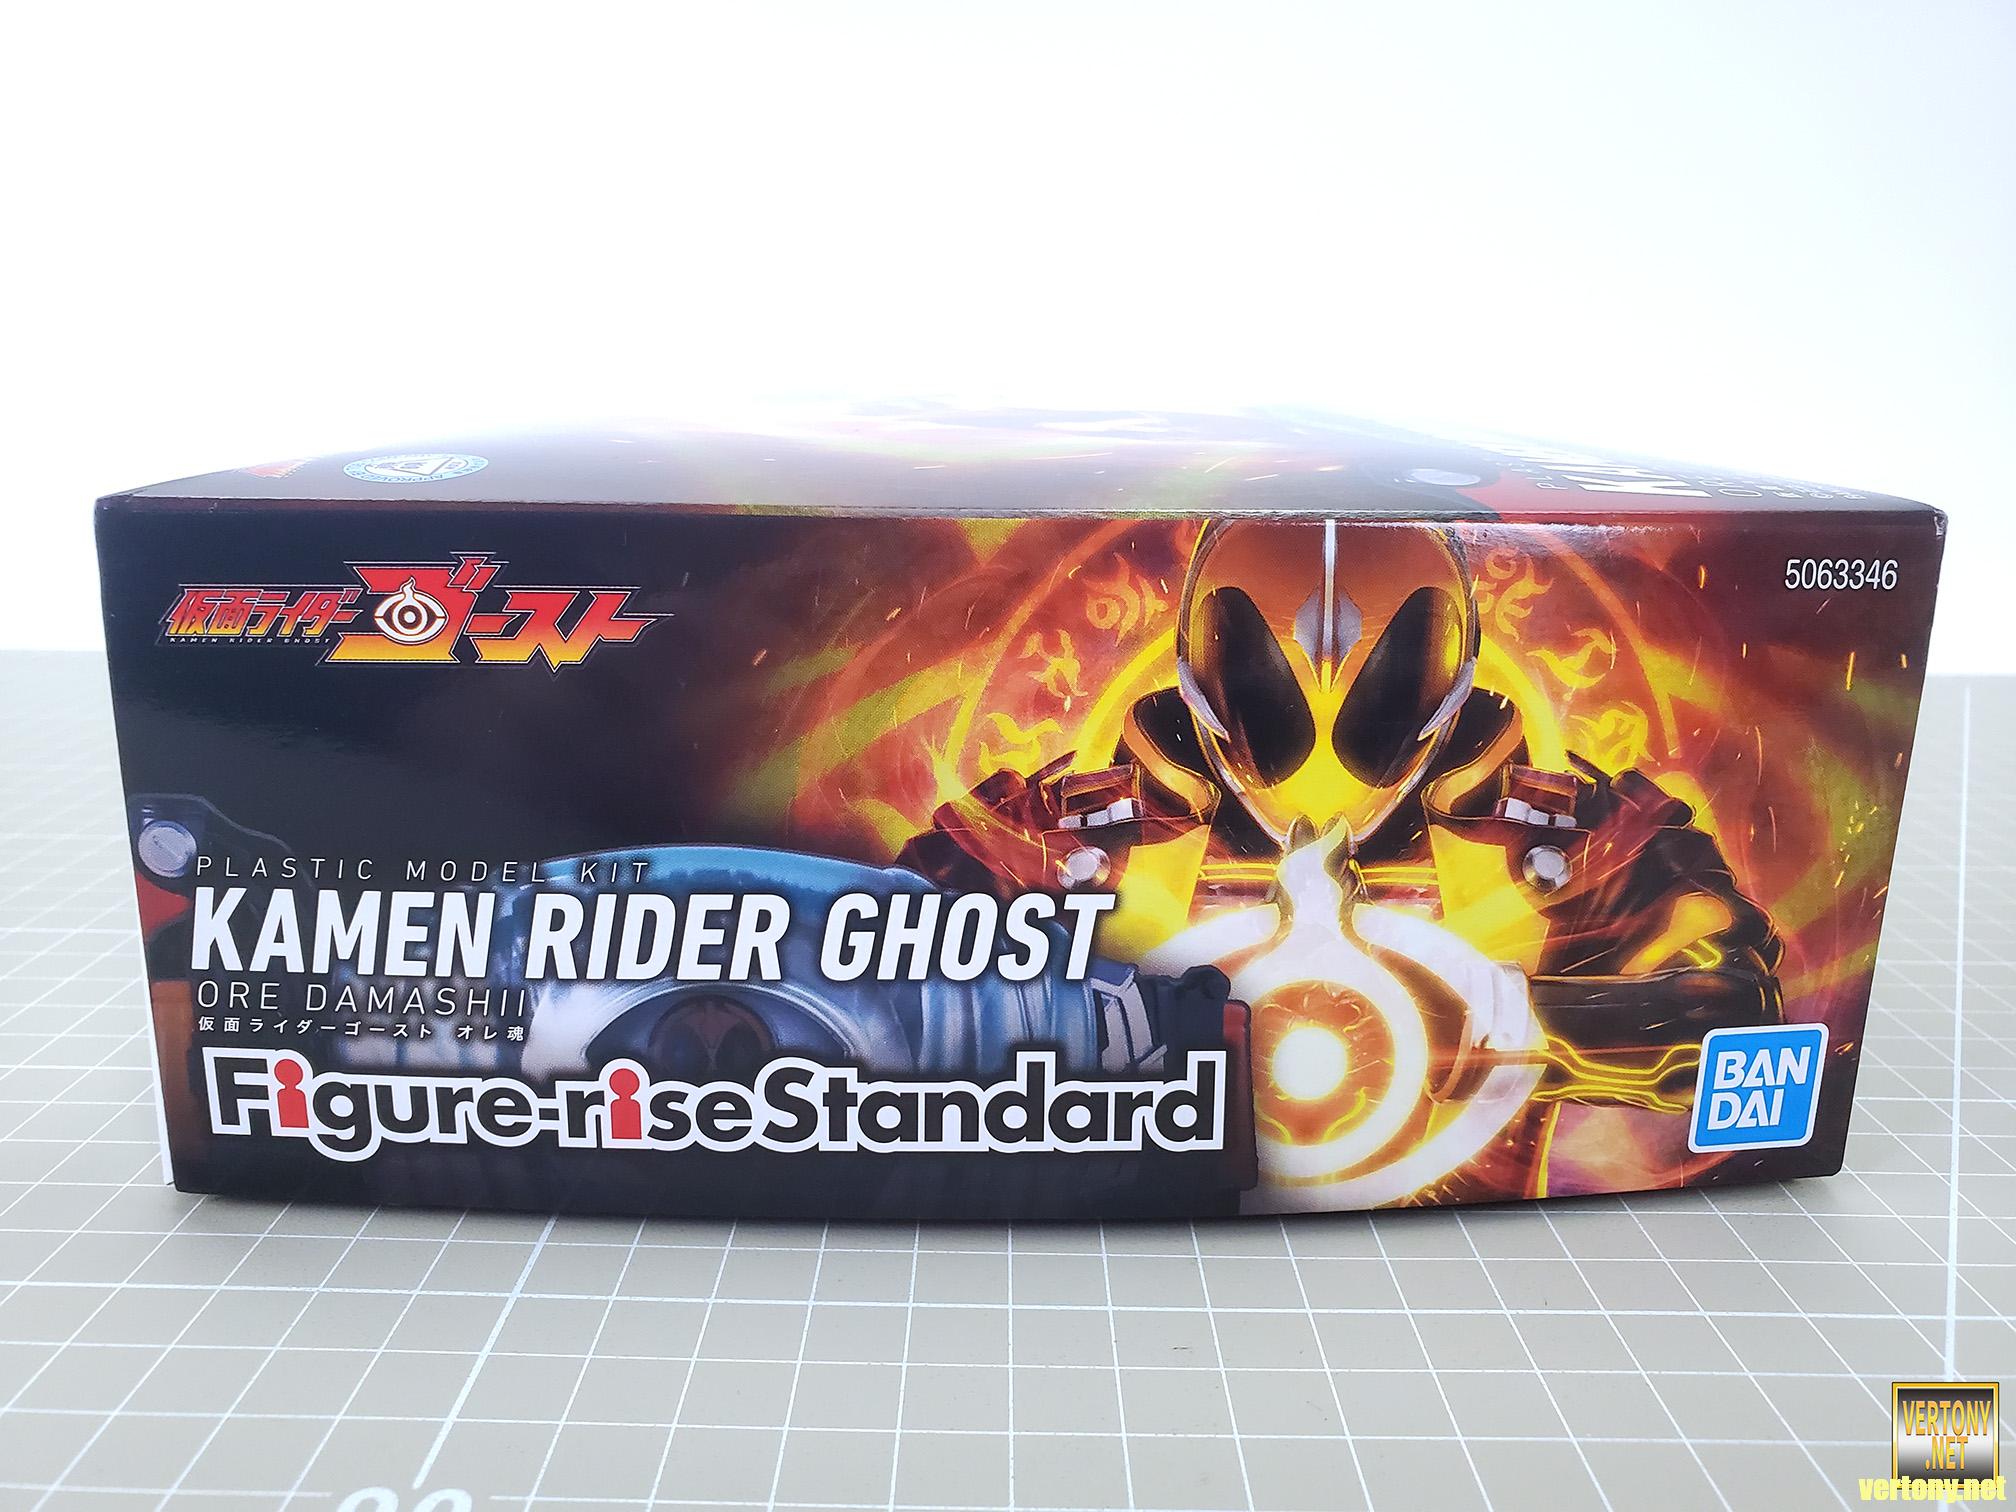 APPROVED
仮面ライダーゴースト
KAMEN RIDER GHOST
5063346
PLASTIC MODEL KIT
KAMEN RIDER GHOST
ORE DAMASHII
仮面ライダーゴースト オレ魂
Figure-riseStandard
BAN
DAI
VERTONY
.NET
vertony.net